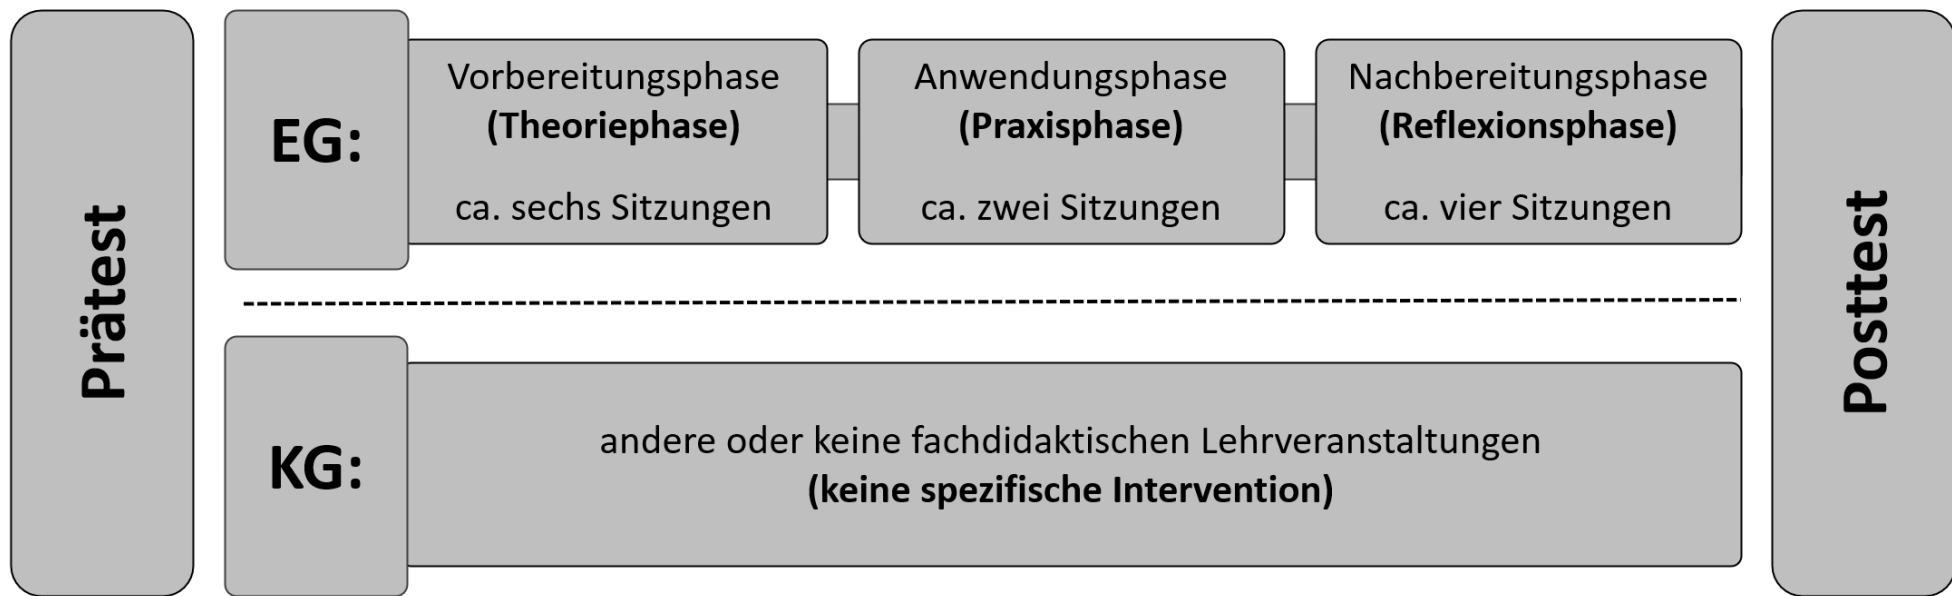 Prätest
EG:
Vorbereitungsphase
(Theoriephase)
ca. sechs Sitzungen
Anwendungsphase
(Praxisphase)
ca. zwei Sitzungen
Nachbereitungsphase
(Reflexionsphase)
ca. vier Sitzungen
KG:
andere oder keine fachdidaktischen Lehrveranstaltungen
(keine spezifische Intervention)
Posttest